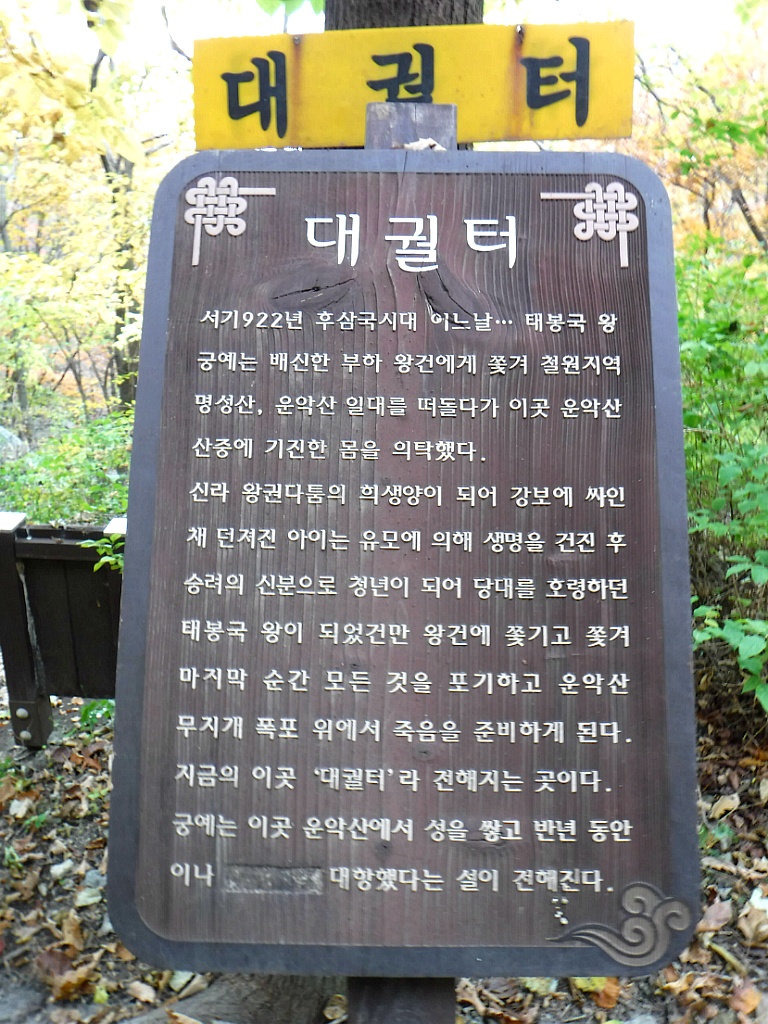 대궐터
대궐터
서기922년 후삼국시대 어느날… 태봉국 왕
궁예는 배신한 부하 왕건에게 쫓겨 철원지역
명성산, 운악산 일대를 떠돌다가 이곳 운악산
산중에 기진한 몸을 의탁했다.
신라 왕권다툼의 희생양이 되어 강보에 싸인
채 던져진 아이는 유모에 의해 생명을 건진 후
승려의 신분으로 청년이 되어 당대를 호령하던
태봉국 왕이 되었건만 왕건에 쫓기고 쫓겨
마지막 순간 모든 것을 포기하고 운악산
무지개 폭포 위에서 죽음을 준비하게 된다.
지금의 이곳 '대궐터'라 전해지는 곳이다.
궁예는 이곳 운악산에서 성을 쌓고 반년 동안
이나 대항했다는 설이 전해진다.